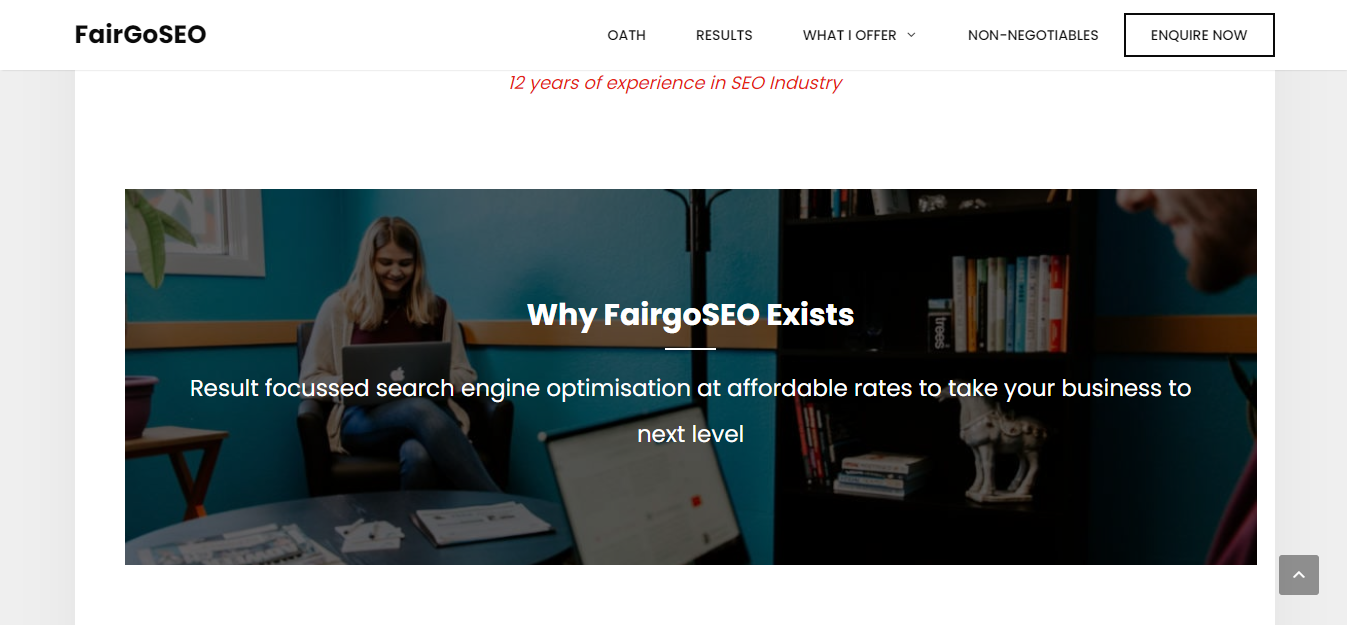 FairGoSEO
OATH
RESULTS
WHAT I OFFER
NON-NEGOTIABLES
ENQUIRE NOW
12 years of experience in SEO Industry
Why FairgoSEO Exists
Result focussed search engine optimisation at affordable rates to take your business to
next level
trees